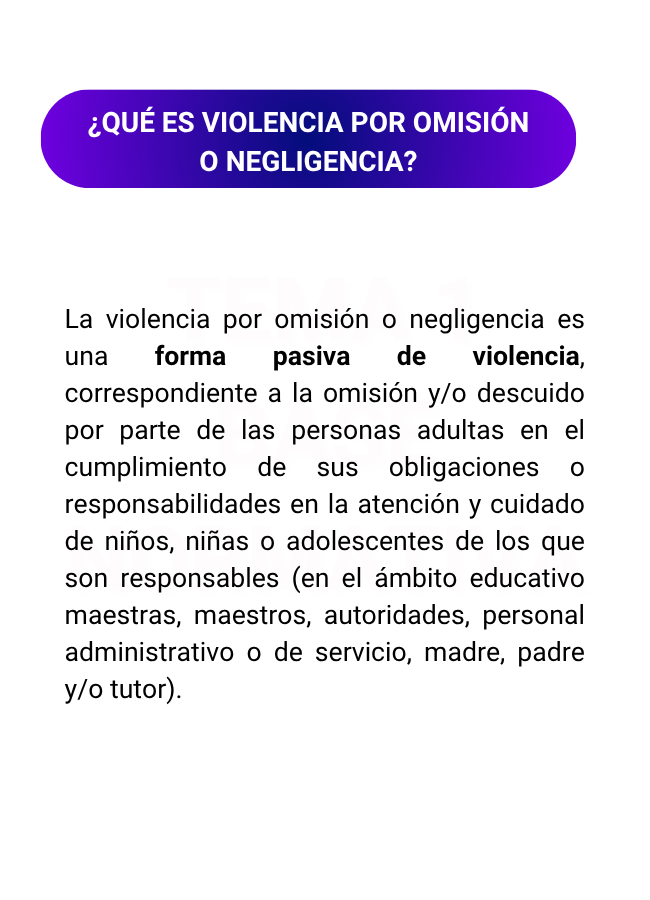 ¿QUÉ ES VIOLENCIA POR OMISIÓN
O NEGLIGENCIA?
La violencia por omisión o negligencia es
una forma pasiva de violencia,
correspondiente a la omisión y/o descuido
por parte de las personas adultas en el
cumplimiento de sus obligaciones o
responsabilidades en la atención y cuidado
de niños, niñas o adolescentes de los que
son responsables (en el ámbito educativo
maestras, maestros, autoridades, personal
administrativo o de servicio, madre, padre
y/o tutor).